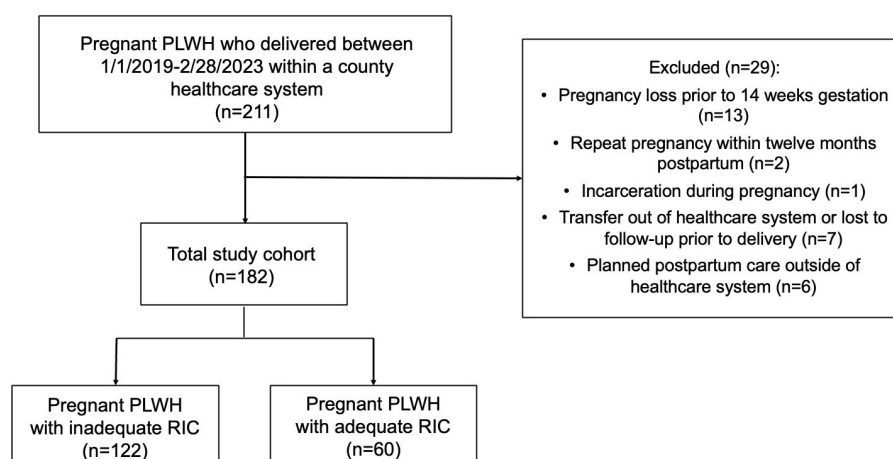 Pregnant PLWH who delivered between
1/1/2019-2/28/2023 within a county
healthcare system
(n=211)
Excluded (n=29):
• Pregnancy loss prior to 14 weeks gestation
(n=13)
• Repeat pregnancy within twelve months
postpartum (n=2)
• Incarceration during pregnancy (n=1)
• Transfer out of healthcare system or lost to
follow-up prior to delivery (n=7)
• Planned postpartum care outside of
healthcare system (n=6)
Total study cohort
(n=182)
Pregnant PLWH
with inadequate RIC
(n=122)
Pregnant PLWH
with adequate RIC
(n=60)